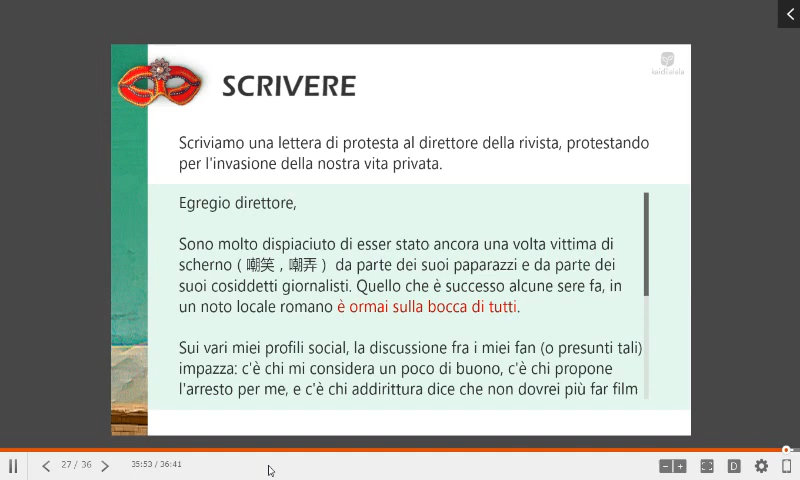 kaidilalala
SCRIVERE
Scriviamo una lettera di protesta al direttore della rivista, protestando
per l'invasione della nostra vita privata.
Egregio direttore,
Sono molto dispiaciuto di esser stato ancora una volta vittima di
scherno ( 嘲笑 , 嘲弄 ) da parte dei suoi paparazzi e da parte dei
suoi cosiddetti giornalisti. Quello che è successo alcune sere fa, in
un noto locale romano è ormai sulla bocca di tutti.
Sui vari miei profili social, la discussione fra i miei fan (o presunti tali)
impazza: c'è chi mi considera un poco di buono, c'è chi propone
l'arresto per me, e c'è chi addirittura dice che non dovrei più far film
27 / 36
35:53 / 36:41
D